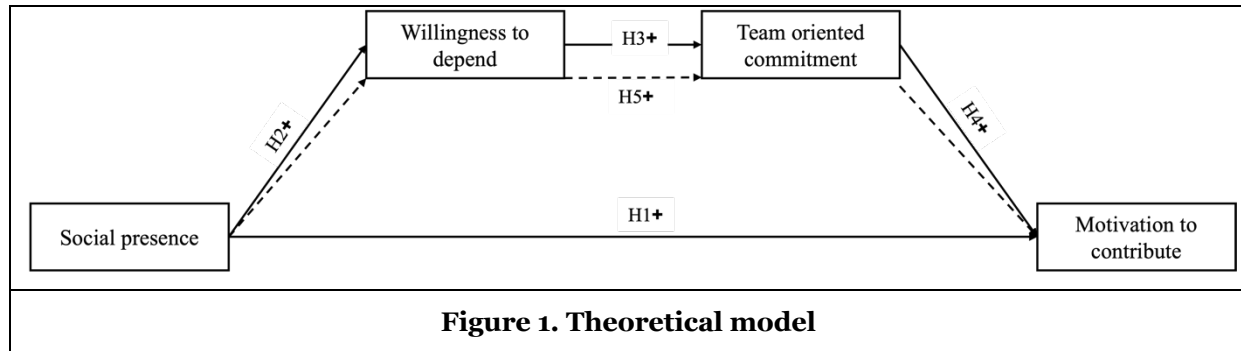 Willingness to
depend
H3+
Team oriented
commitment
H5+
H2+
H4+
Social presence
H1+
Motivation to
contribute
Figure 1. Theoretical model